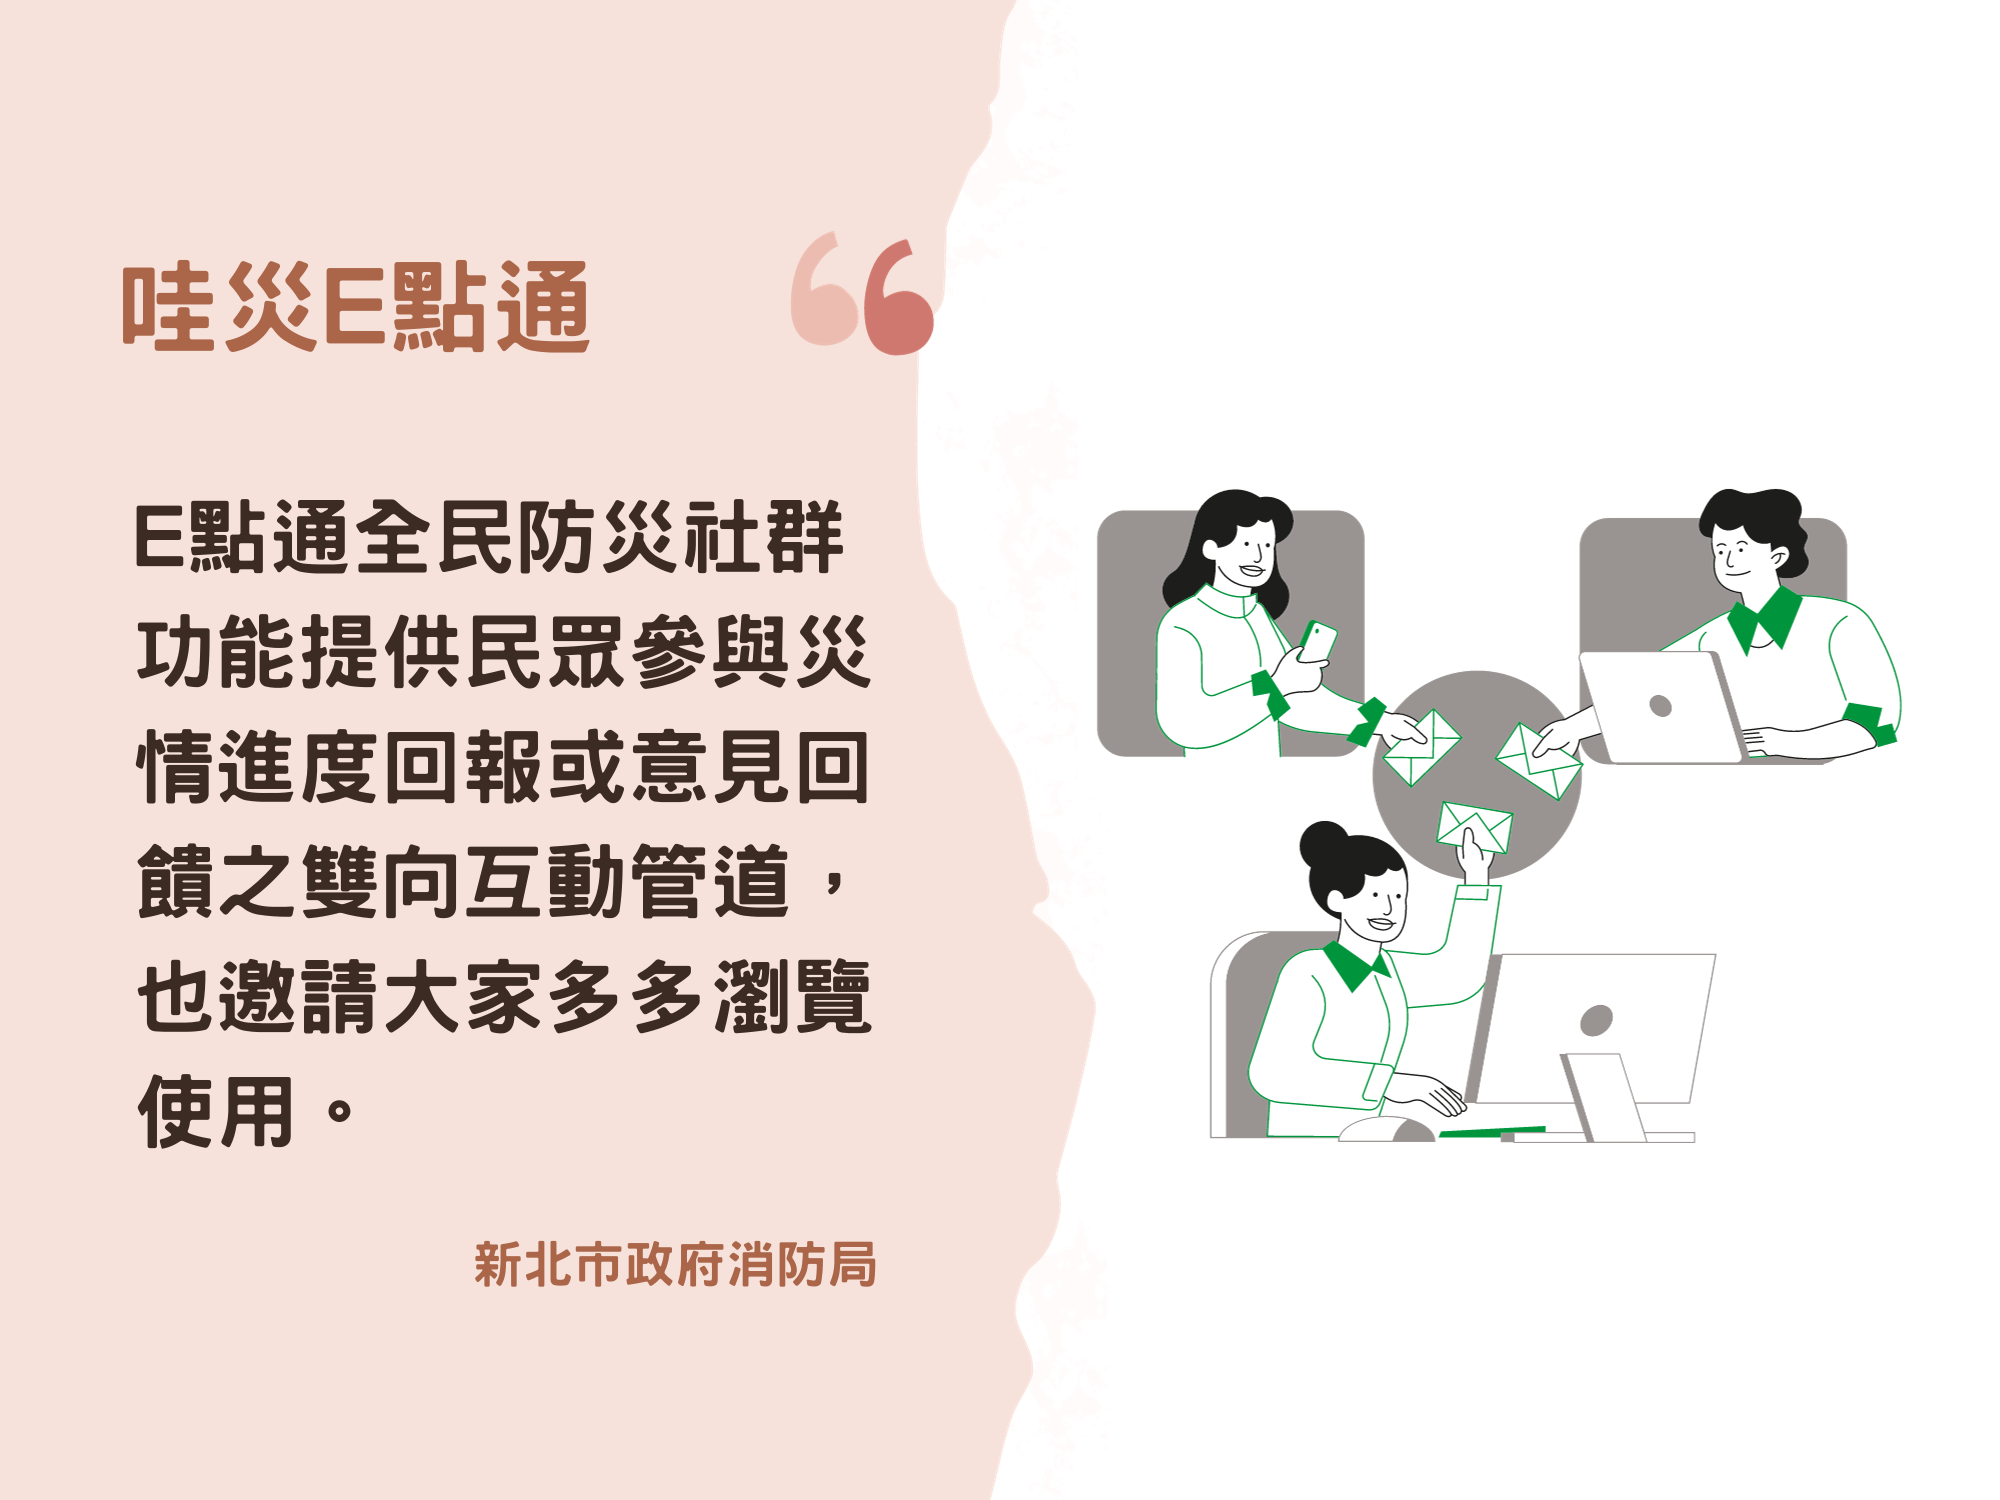 哇災E點通
E點通全民防災社群
功能提供民眾參與災
情進度回報或意見回
饋之雙向互動管道，
也邀請大家多多瀏覽
使用。
新北市政府消防局